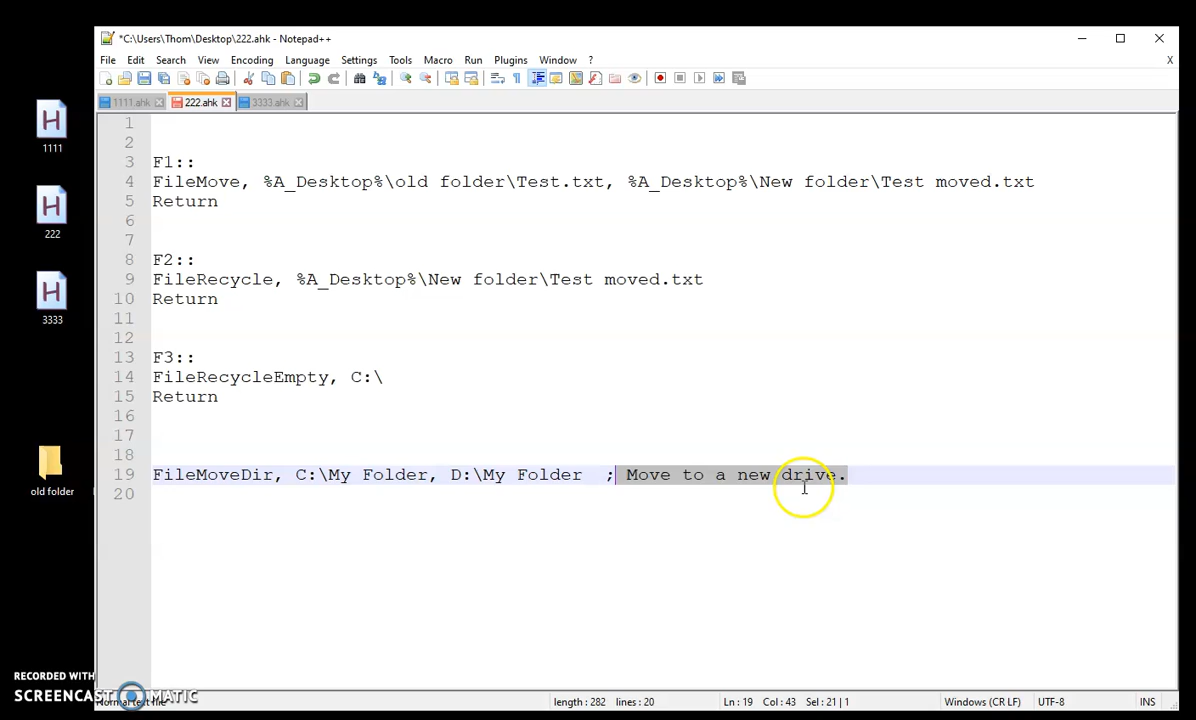 *C:\Users\Thom\Desktop\222.ahk - Notepad++
File Edit Search View Encoding Language Settings Tools Macro Run Plugins Window ? X
1111.ahk 222.ahk 3333.ahk
1
2
3 F1::
4 FileMove, %A_Desktop%\old folder\Test.txt, %A_Desktop%\New folder\Test moved.txt
5 Return
6
7
8 F2::
9 FileRecycle, %A_Desktop%\New folder\Test moved.txt
10 Return
11
12
13 F3::
14 FileRecycleEmpty, C:\
15 Return
16
17
18
19 FileMoveDir, C:\My Folder, D:\My Folder  ; Move to a new drive.
20
H
1111
H
222
H
3333
old folder
RECORDED WITH
SCREENCAST MATIC
Normal text file length : 282 lines : 20 Ln : 19 Col : 43 Sel : 21 | 1 Windows (CR LF) UTF-8 INS